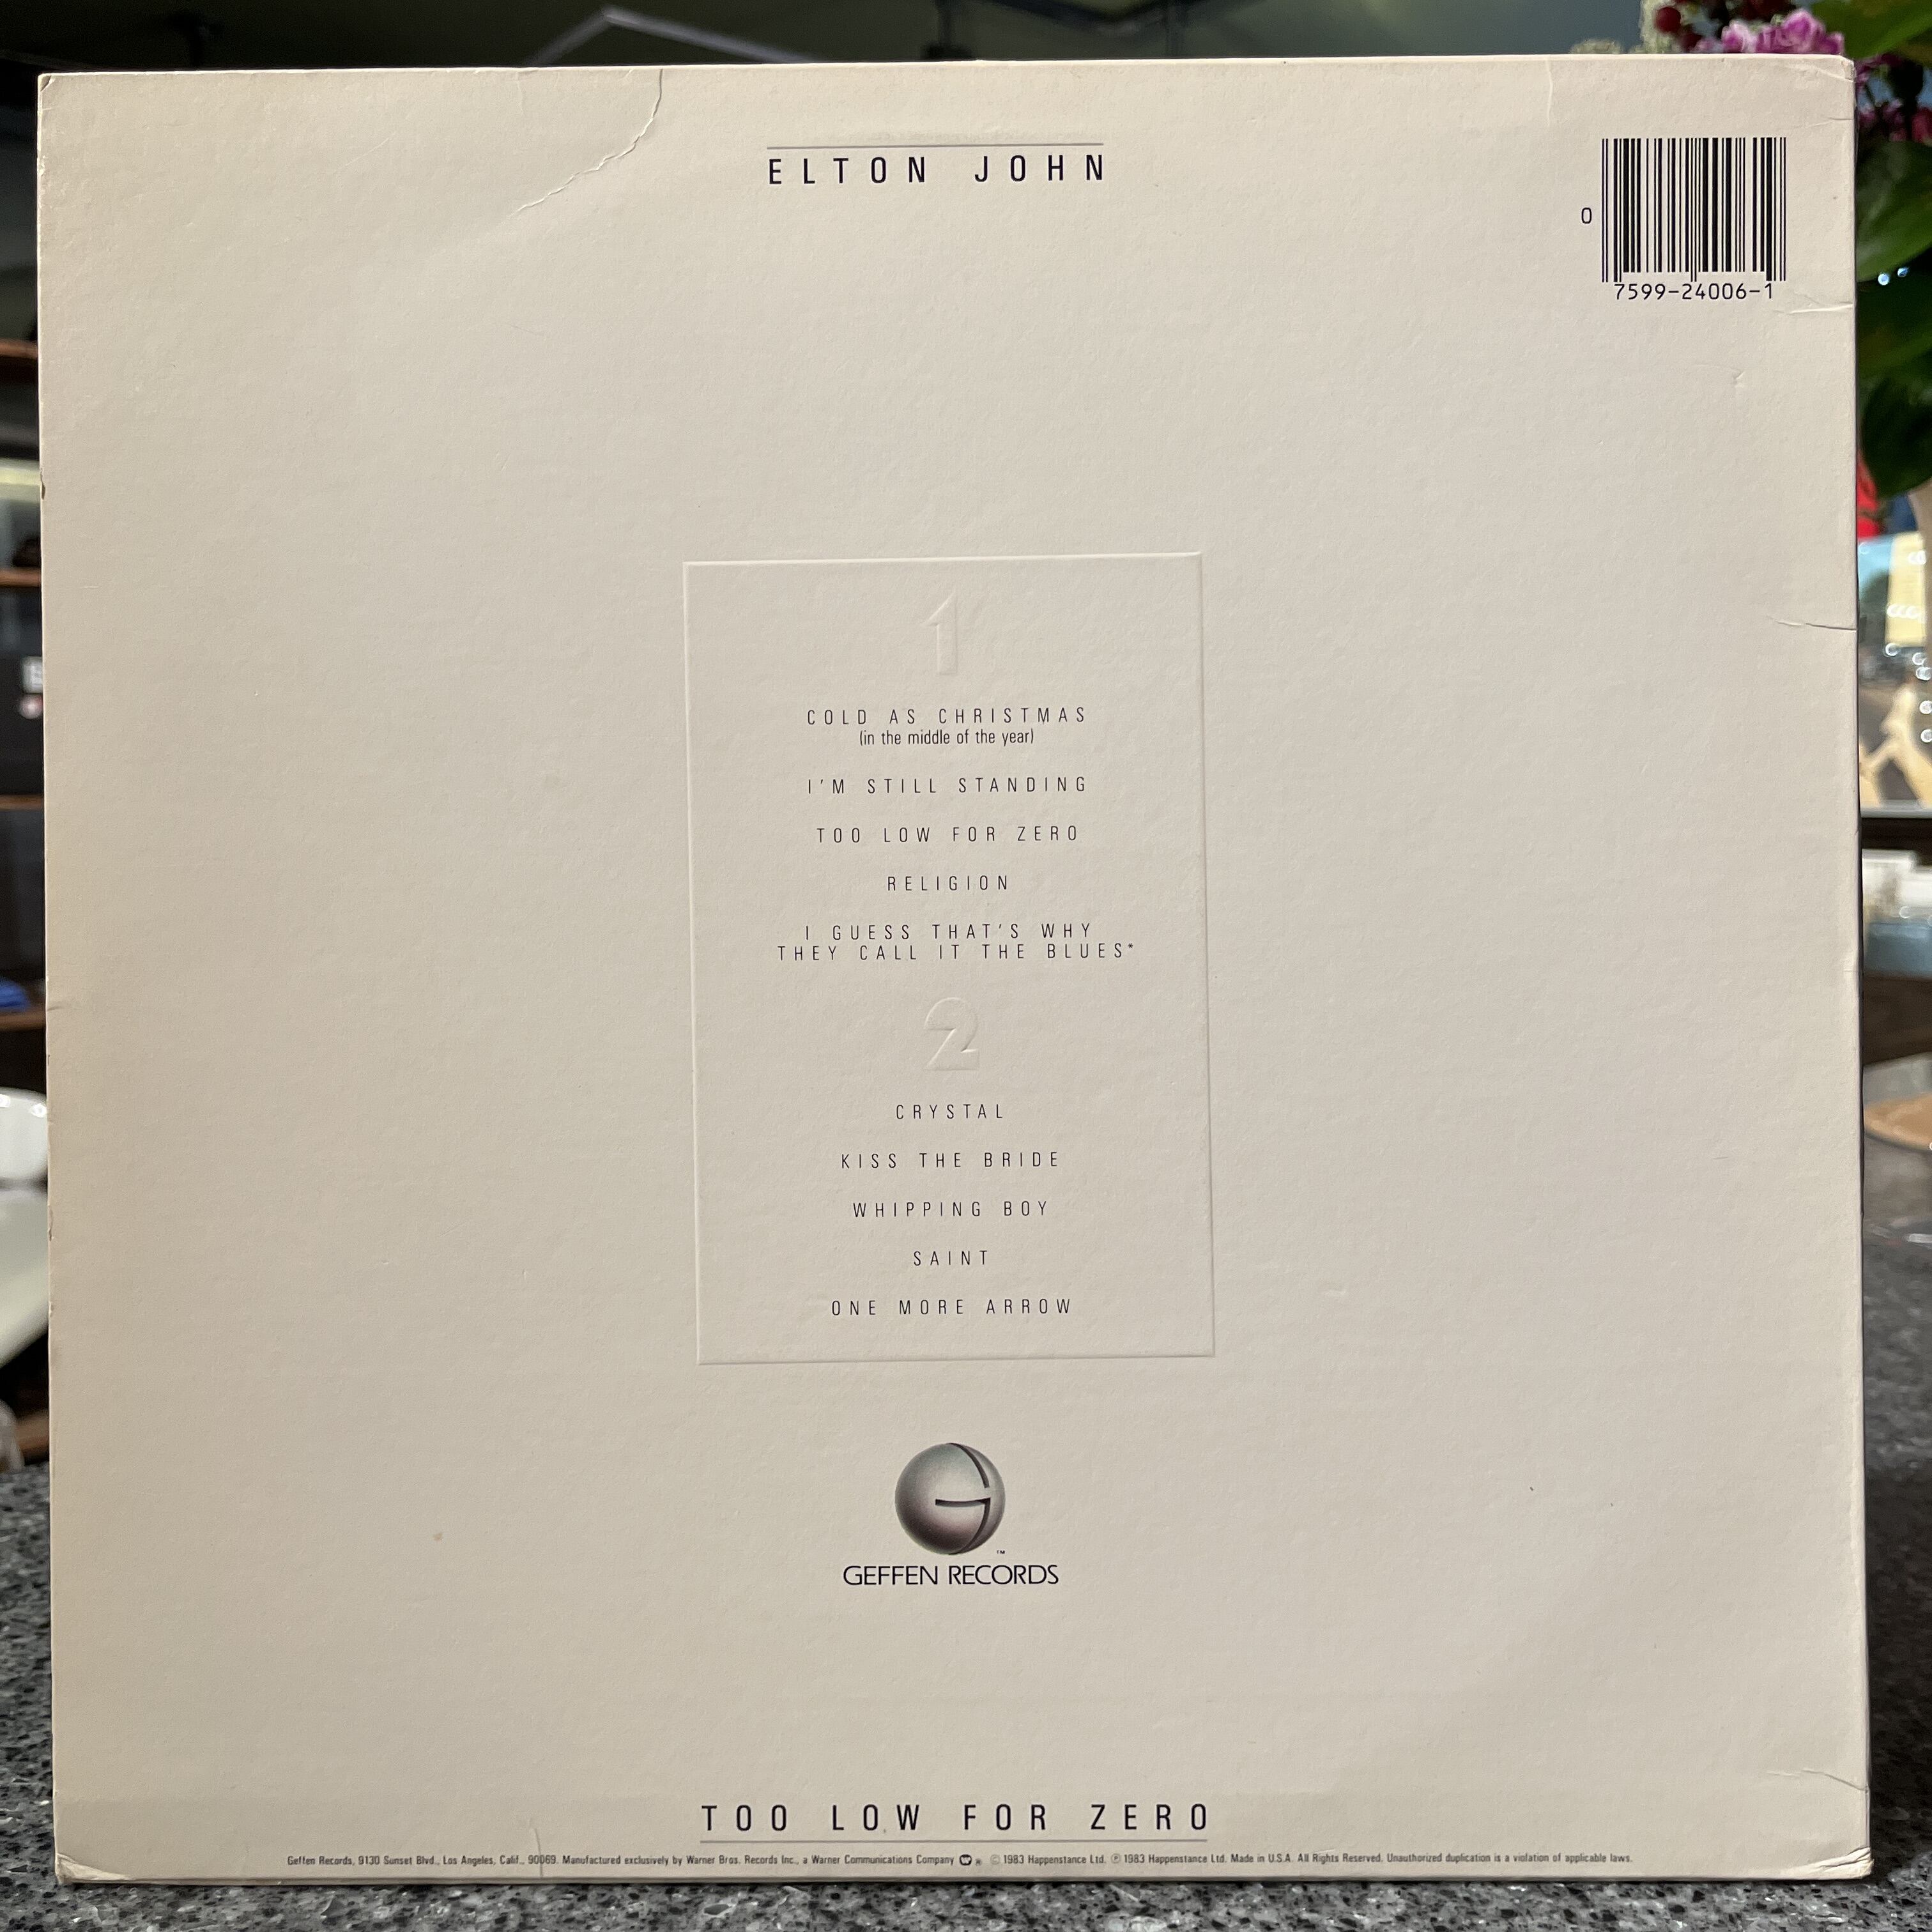 ELTON JOHN
0
7599-24006-1
1
COLD AS CHRISTMAS
(in the middle of the year)
I'M STILL STANDING
TOO LOW FOR ZERO
RELIGION
I GUESS THAT'S WHY
THEY CALL IT THE BLUES*
2
CRYSTAL
KISS THE BRIDE
WHIPPING BOY
SAINT
ONE MORE ARROW
G
™
GEFFEN RECORDS
TOO LOW FOR ZERO
Geffen Records, 9130 Sunset Blvd., Los Angeles, Calif., 90069. Manufactured exclusively by Warner Bros. Records Inc., a Warner Communications Company ® © 1983 Happenstance Ltd. ℗ 1983 Happenstance Ltd. Made in U.S.A. All Rights Reserved. Unauthorized duplication is a violation of applicable laws.